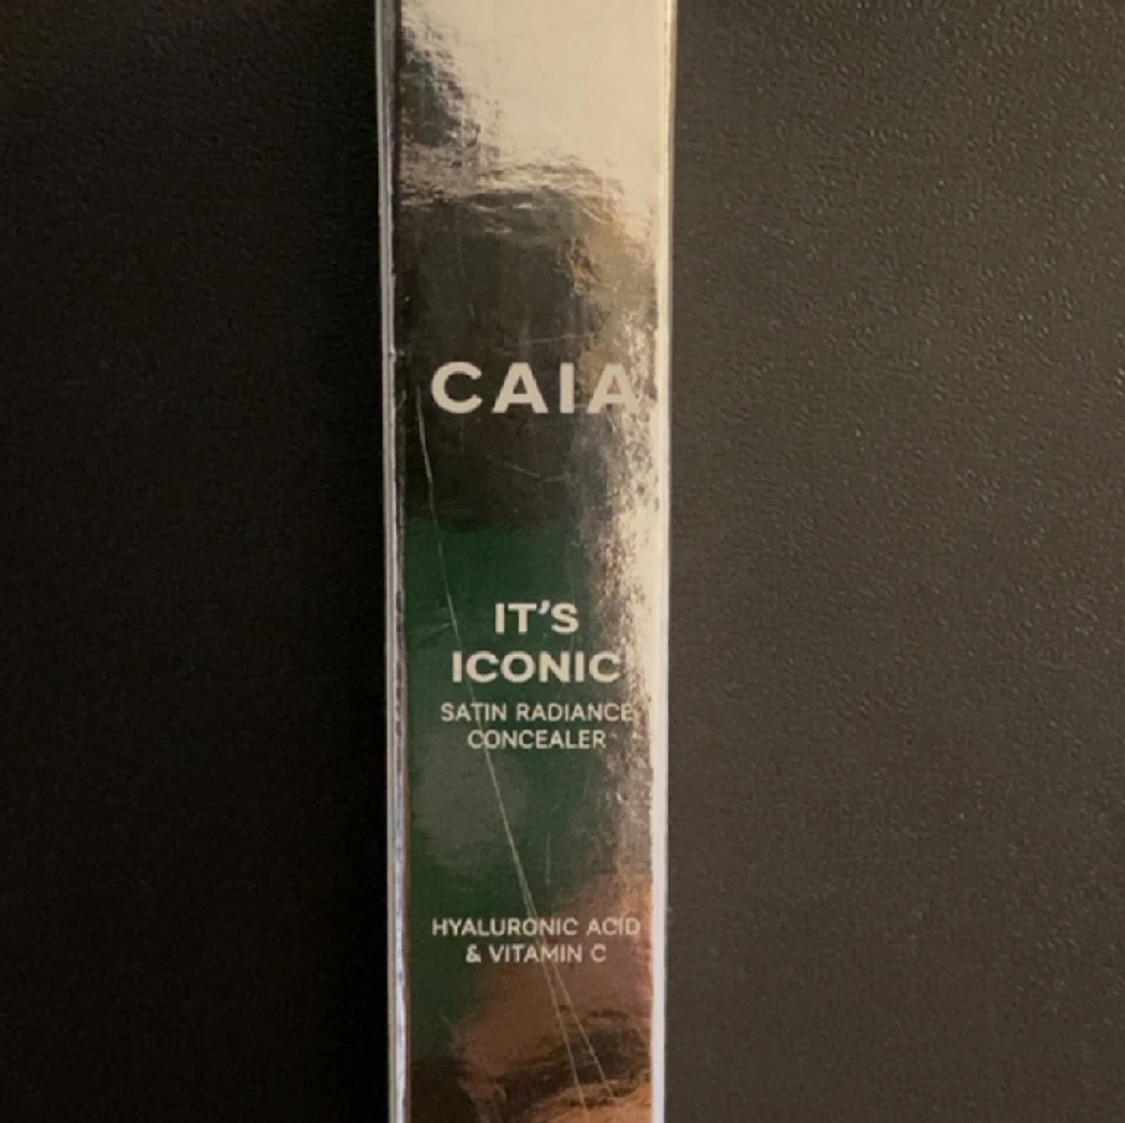 CAIA
IT'S
ICONIC
SATIN RADIANCE
CONCEALER
HYALURONIC ACID
& VITAMIN C